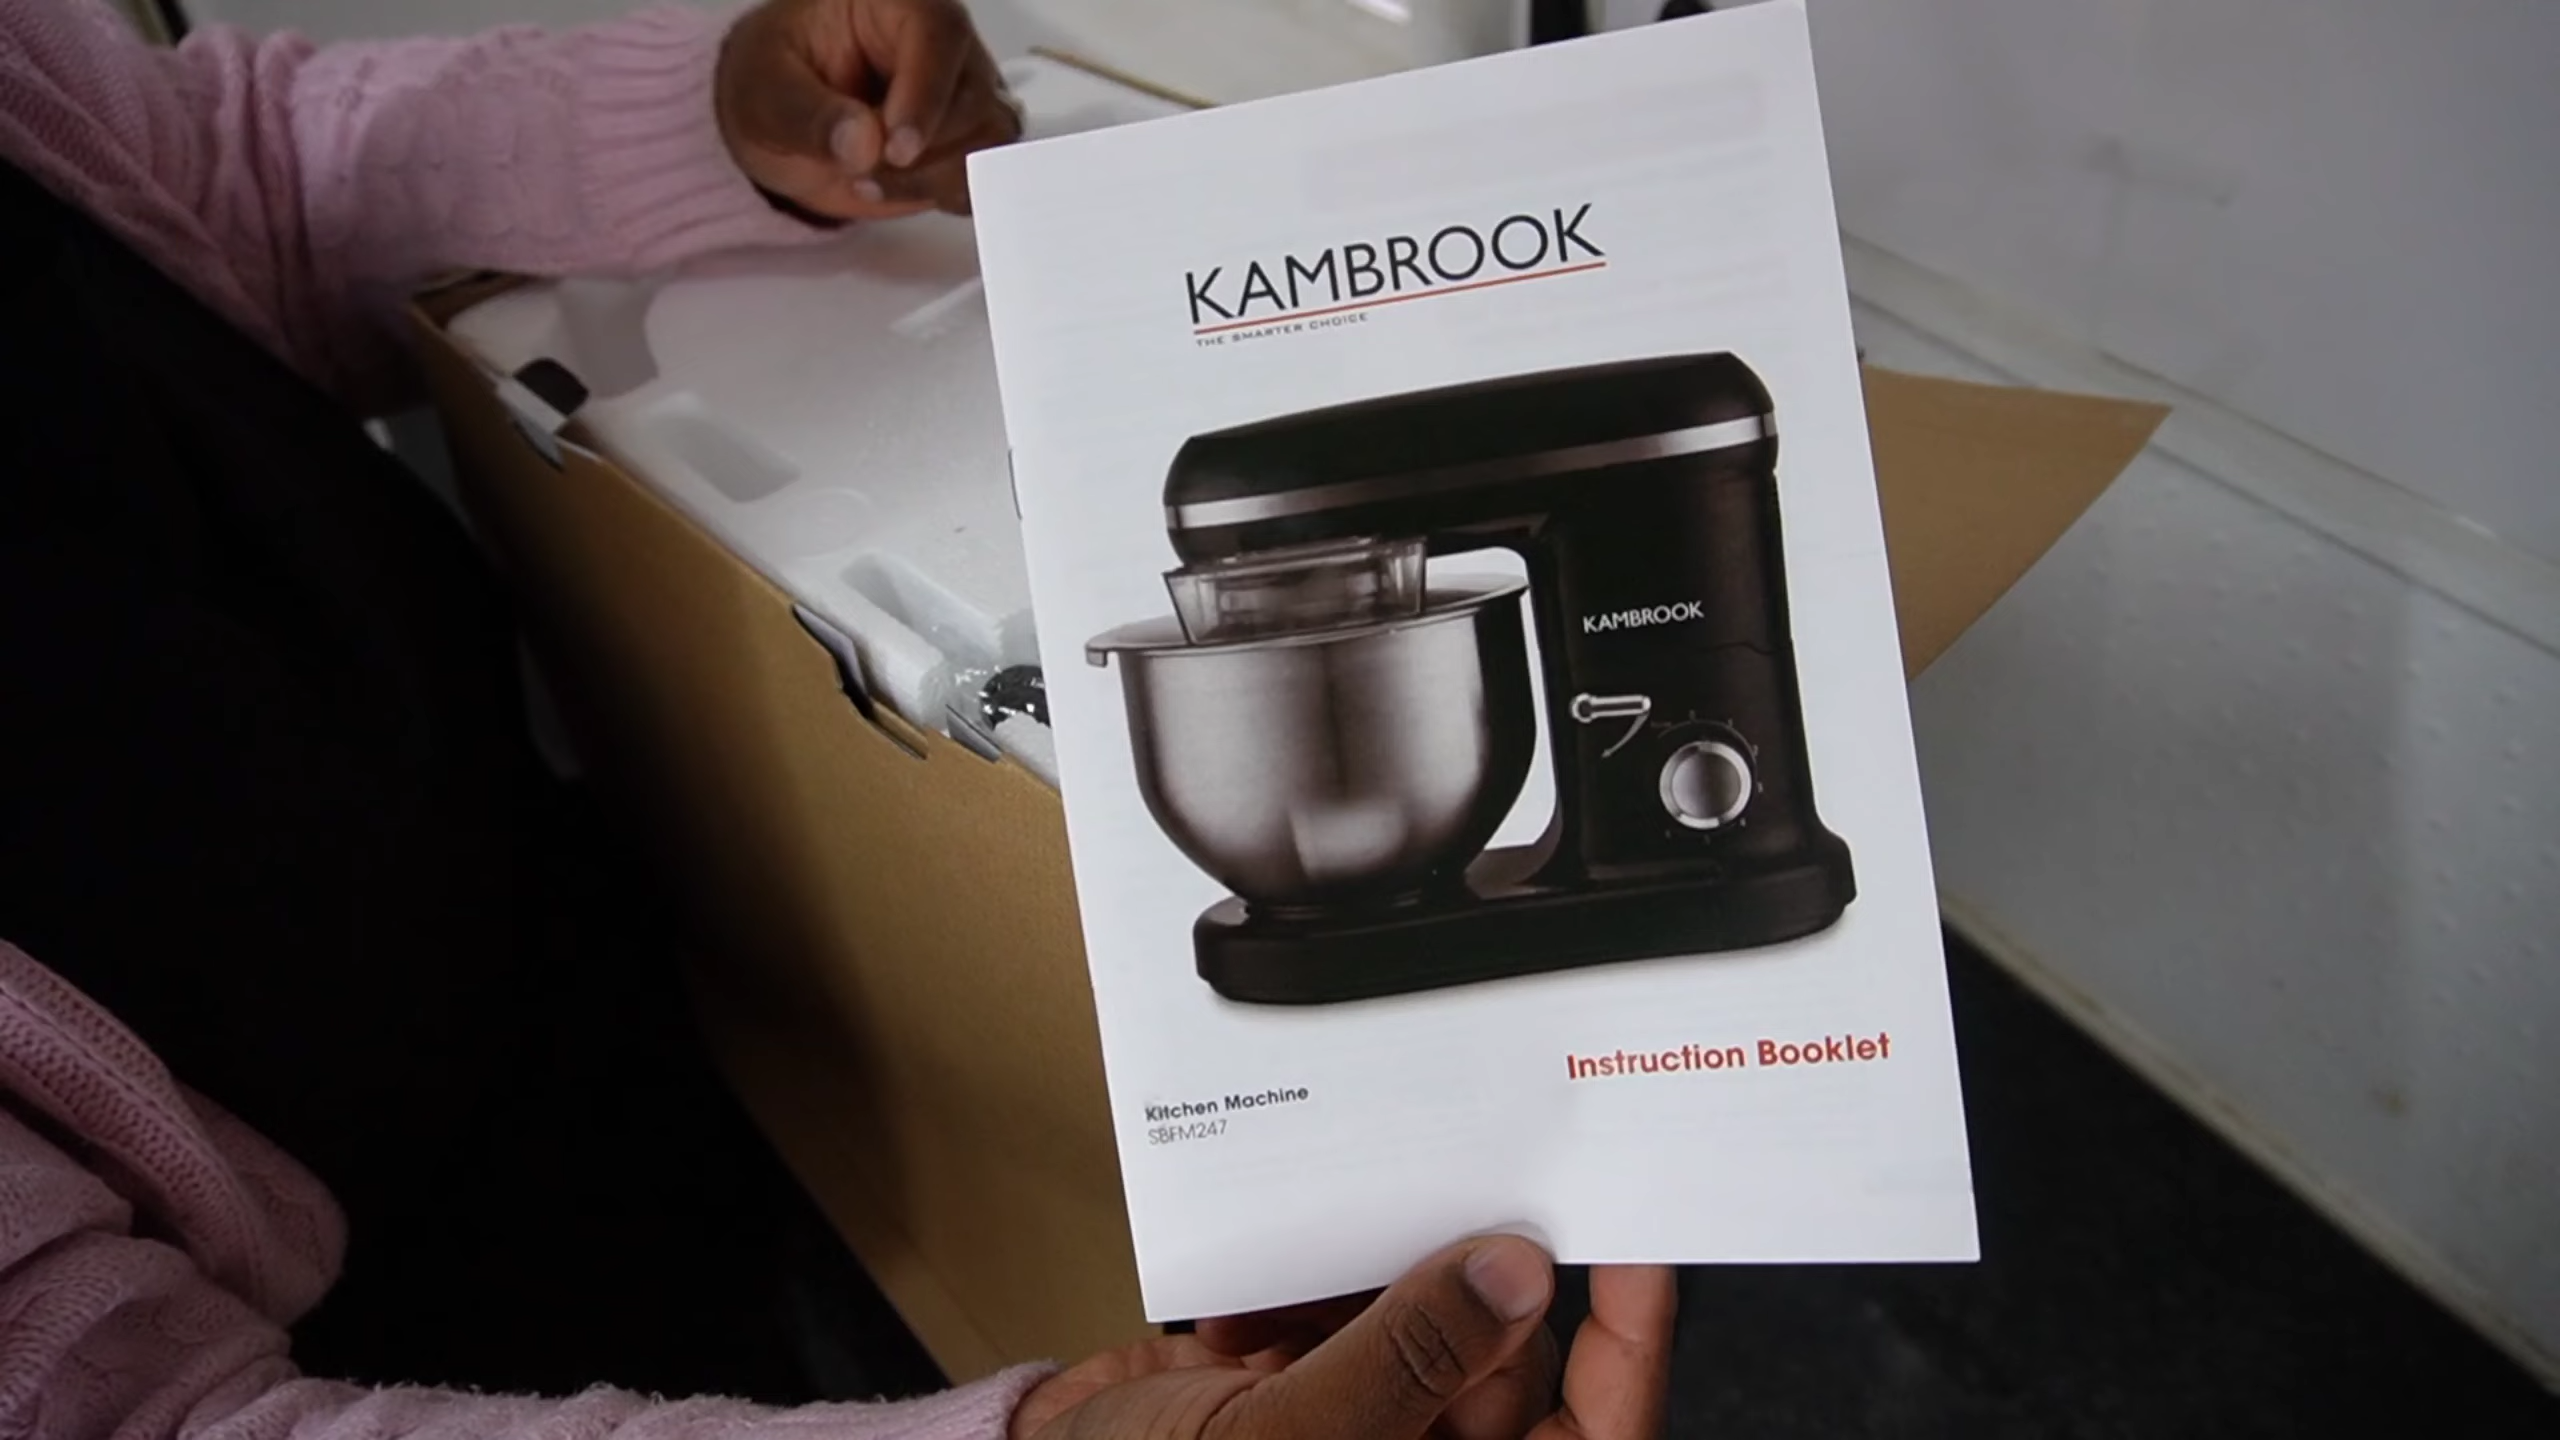 KAMBROOK
THE SMARTER CHOICE
KAMBROOK
Instruction Booklet
Kitchen Machine
SBFM247